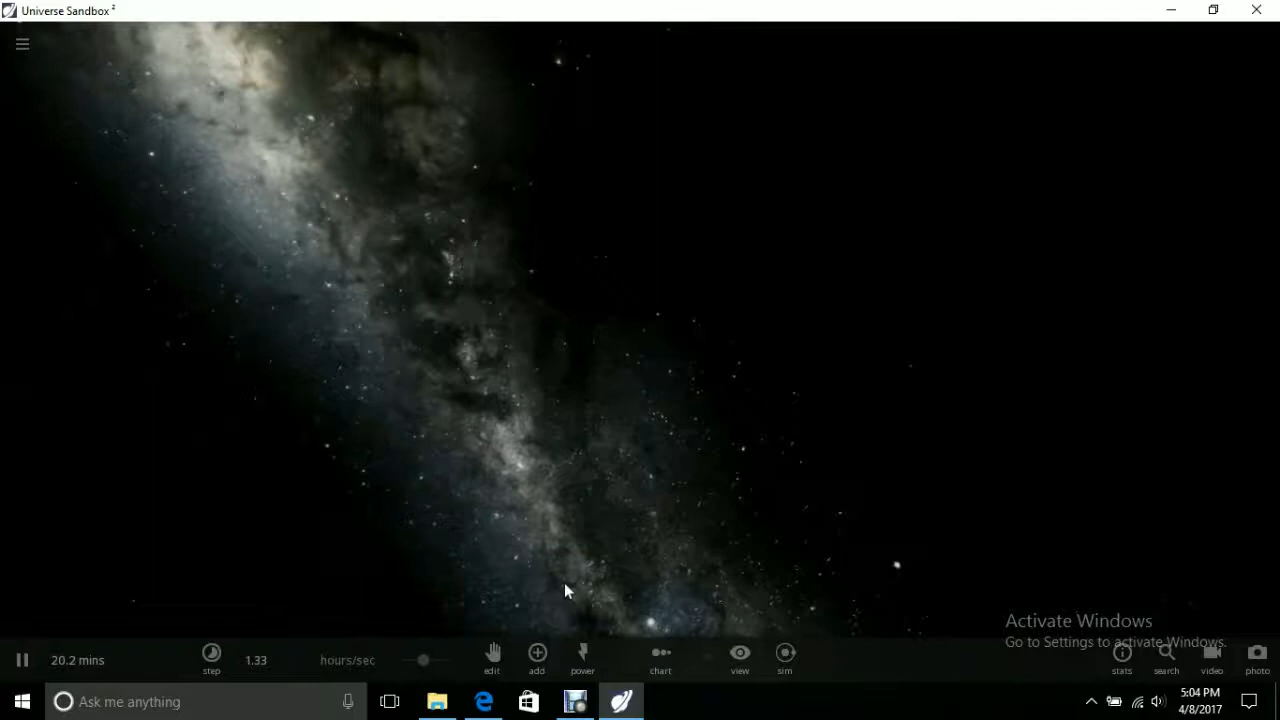 Universe Sandbox ²
Activate Windows
Go to Settings to activate Windows.
20.2 mins
step
1.33
hours/sec
edit
add
power
chart
view
sim
stats
search
video
photo
Ask me anything
5:04 PM
4/8/2017